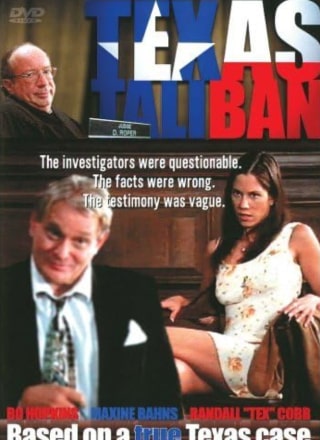 DVD
TEXAS
TALIBAN
JUDGE
D. ROPER
The investigators were questionable.
The facts were wrong.
The testimony was vague.
BO HOPKINS MAXINE BAHNS RANDALL "TEX" COBB
Based on a true Texas case